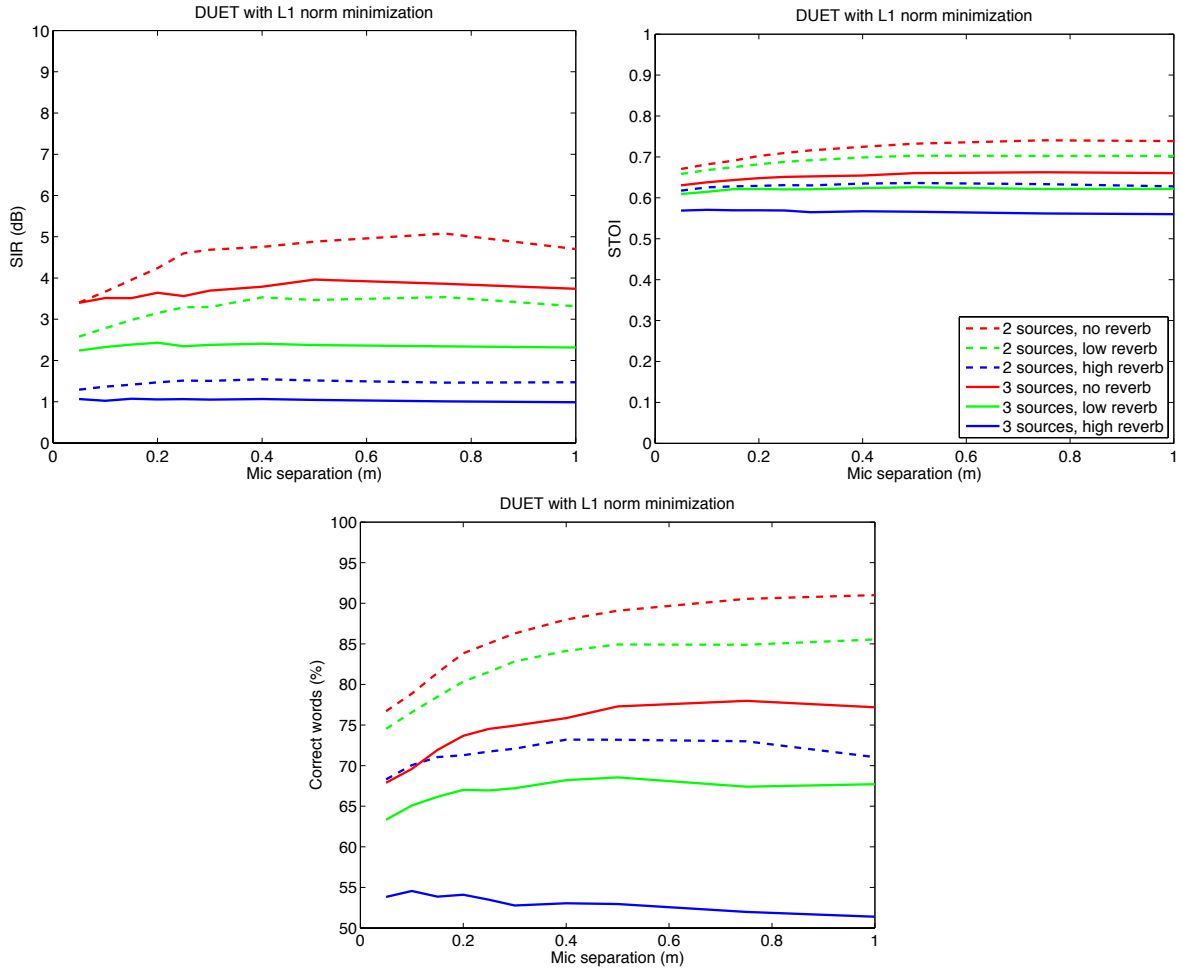 DUET with L1 norm minimization
10
9
8
7
6
5
4
3
2
1
0
SIR (dB)
0 0.2 0.4 0.6 0.8 1
Mic separation (m)
DUET with L1 norm minimization
1
0.9
0.8
0.7
0.6
0.5
0.4
0.3
0.2
0.1
0
STOI
2 sources, no reverb
2 sources, low reverb
2 sources, high reverb
3 sources, no reverb
3 sources, low reverb
3 sources, high reverb
0 0.2 0.4 0.6 0.8 1
Mic separation (m)
DUET with L1 norm minimization
100
95
90
85
80
75
70
65
60
55
50
Correct words (%)
0 0.2 0.4 0.6 0.8 1
Mic separation (m)